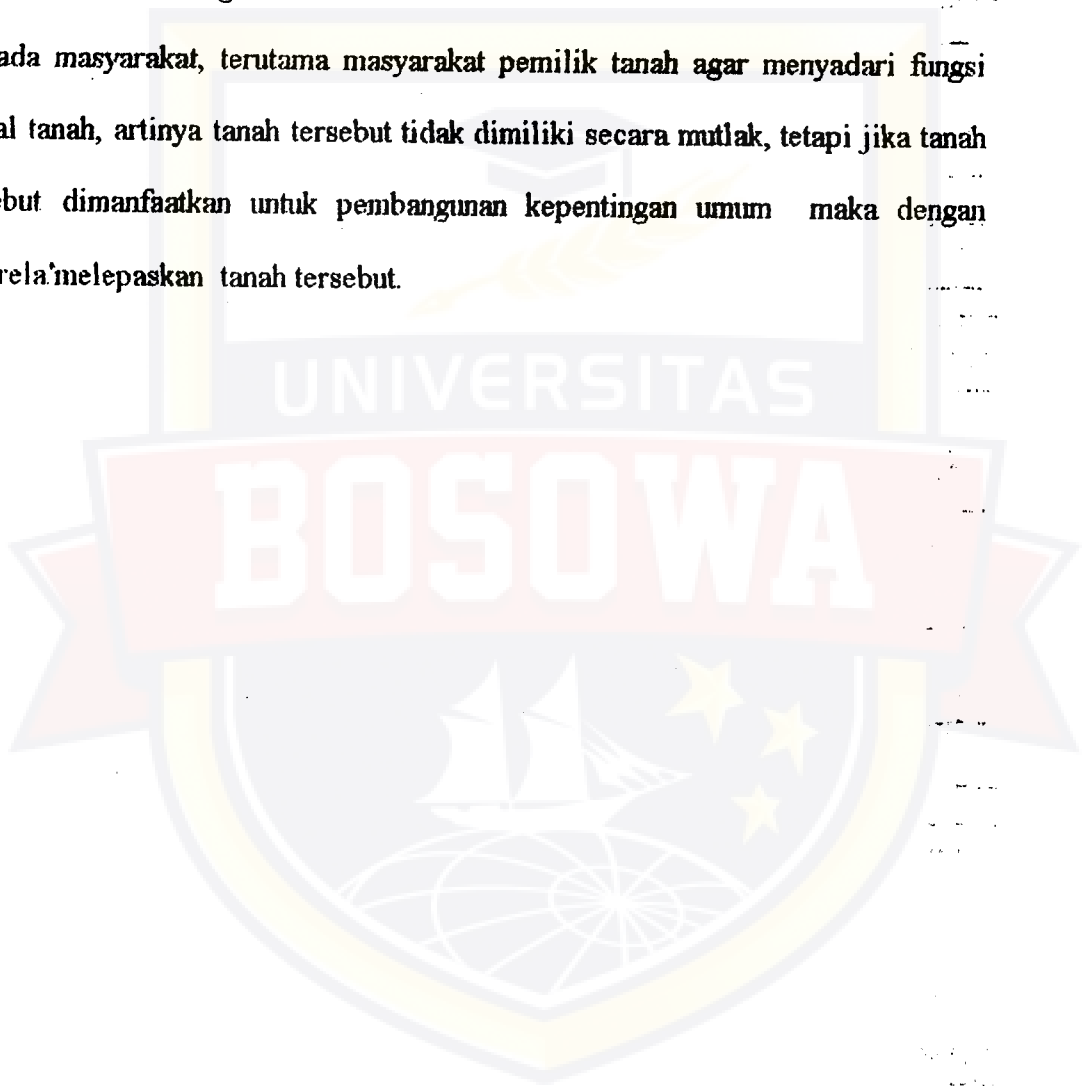 ada masyarakat, terutama masyarakat pemilik tanah agar menyadari fungsi
al tanah, artinya tanah tersebut tidak dimiliki secara mutlak, tetapi jika tanah
ebut dimanfaatkan untuk pembangunan kepentingan umum maka dengan
rela melepaskan tanah tersebut.
UNIVERSITAS
BOSOWA